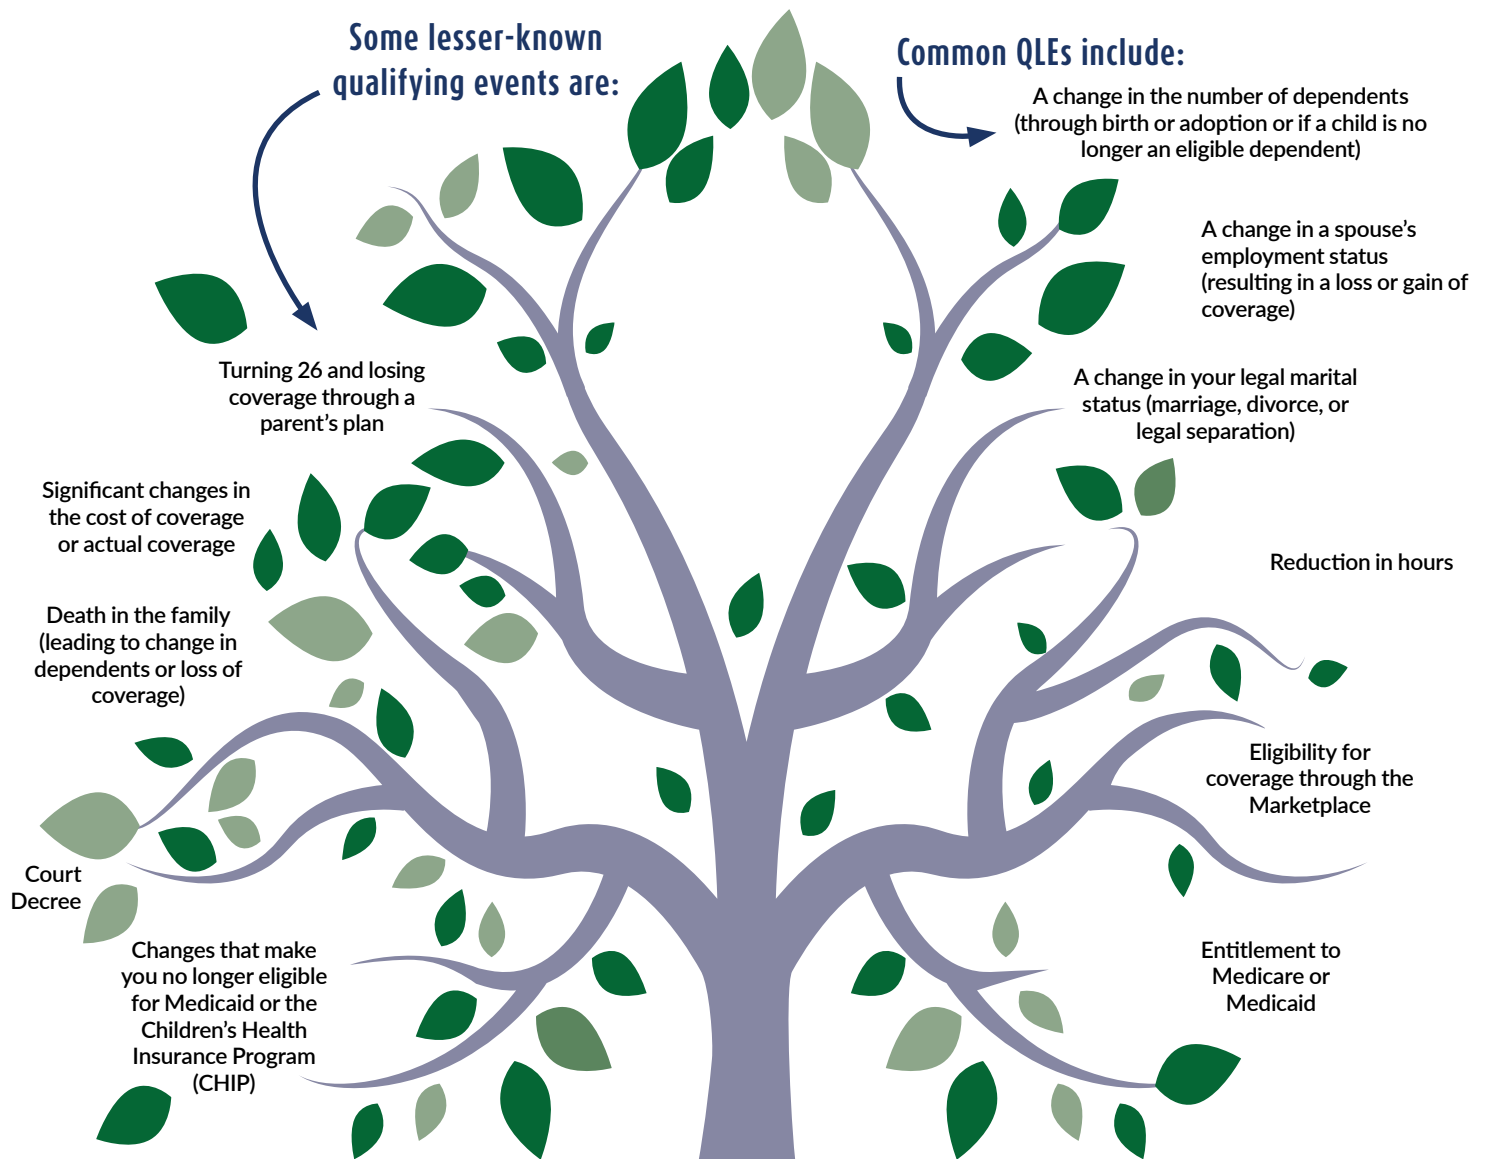 Some lesser-known
qualifying events are:
Turning 26 and losing
coverage through a
parent’s plan
Significant changes in
the cost of coverage
or actual coverage
Death in the family
(leading to change in
dependents or loss of
coverage)
Court
Decree
Changes that make
you no longer eligible
for Medicaid or the
Children’s Health
Insurance Program
(CHIP)
Common QLEs include:
A change in the number of dependents
(through birth or adoption or if a child is no
longer an eligible dependent)
A change in a spouse’s
employment status
(resulting in a loss or gain of
coverage)
A change in your legal marital
status (marriage, divorce, or
legal separation)
Reduction in hours
Eligibility for
coverage through the
Marketplace
Entitlement to
Medicare or
Medicaid